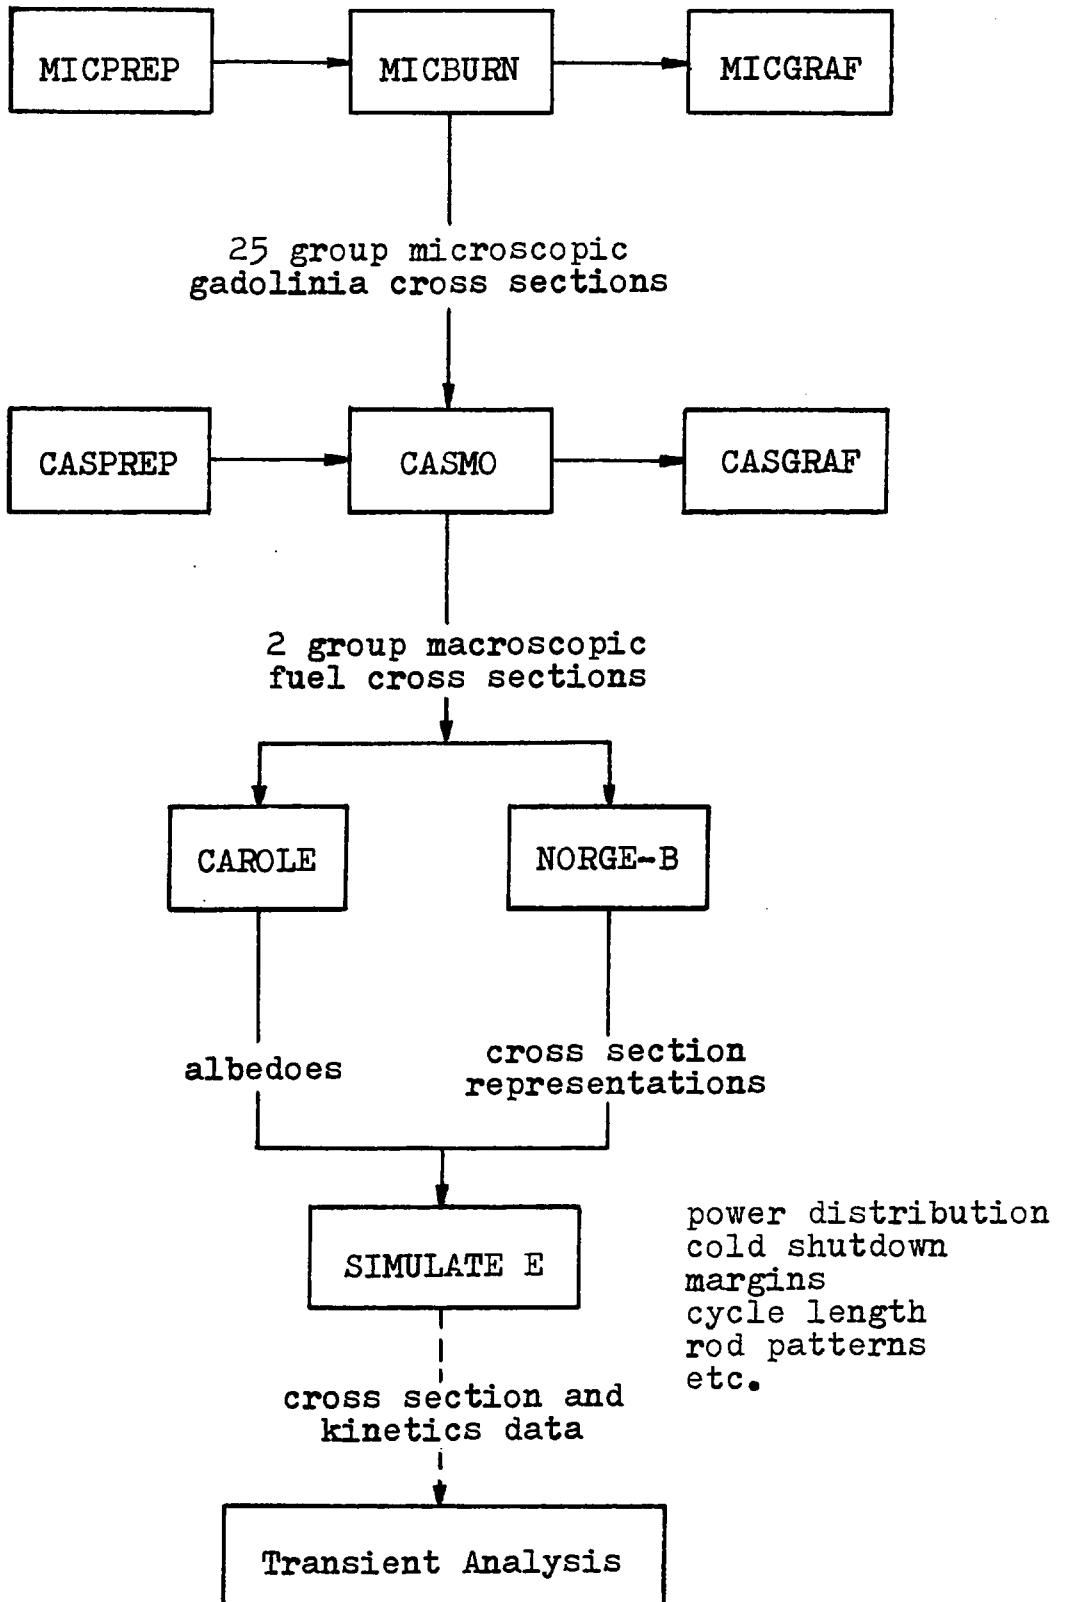 MICPREP
MICBURN
MICGRAF
25 group microscopic
gadolinia cross sections
CASPREP
CASMO
CASGRAF
2 group macroscopic
fuel cross sections
CAROLE
NORGE-B
albedoes
cross section
representations
SIMULATE E
power distribution
cold shutdown
margins
cycle length
rod patterns
etc.
cross section and
kinetics data
Transient Analysis